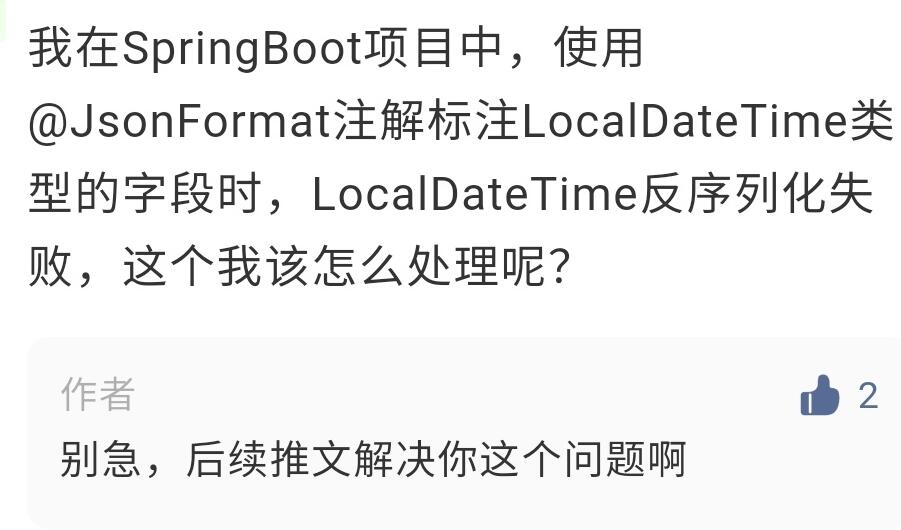 我在SpringBoot项目中，使用
@JsonFormat注解标注LocalDateTime类
型的字段时，LocalDateTime反序列化失
败，这个我该怎么处理呢？
作者
2
别急，后续推文解决你这个问题啊